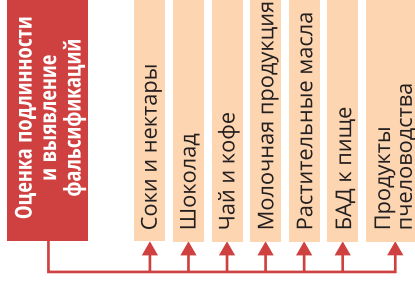 Оценка подлинности
и выявление
фальсификаций
Соки и нектары
Шоколад
Чай и кофе
Молочная продукция
Растительные масла
БАД к пище
Продукты
пчеловодства